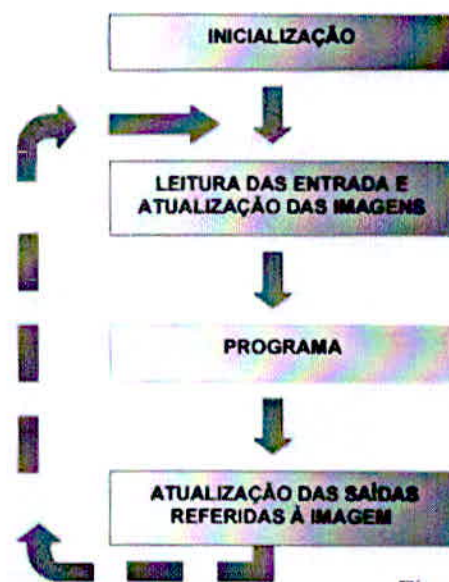 INICIALIZAÇÃO
LEITURA DAS ENTRADA E
ATUALIZAÇÃO DAS IMAGENS
PROGRAMA
ATUALIZAÇÃO DAS SAÍDAS
REFERIDAS À IMAGEM